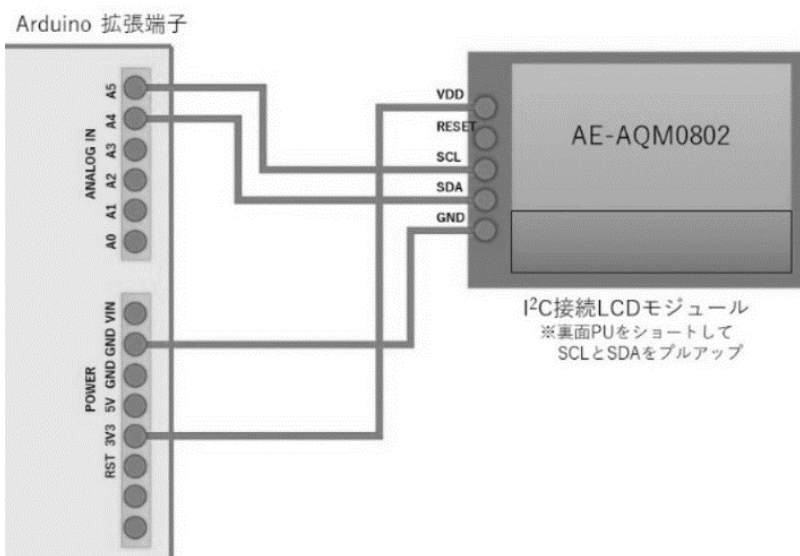 Arduino 拡張端子
A5
A4
A3
A2
A1
A0
ANALOG IN
VIN
GND
GND
5V
3V3
RST
POWER
VDD
RESET
SCL
SDA
GND
AE-AQM0802
I²C接続LCDモジュール
※裏面PUをショートして
SCLとSDAをプルアップ